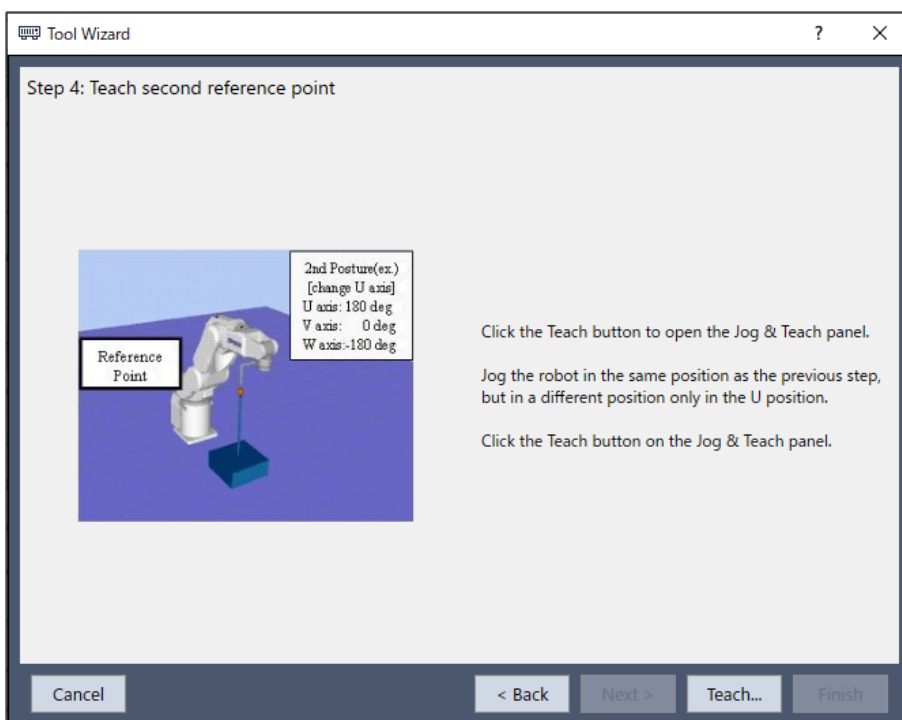 Tool Wizard
?
Step 4: Teach second reference point
2nd Posture(ex.)
[change U axis]
U axis: 180 deg
V axis: 0 deg
W axis:-180 deg
Reference
Point
Click the Teach button to open the Jog & Teach panel.
Jog the robot in the same position as the previous step,
but in a different position only in the U position.
Click the Teach button on the Jog & Teach panel.
Cancel
< Back
Next >
Teach...
Finish